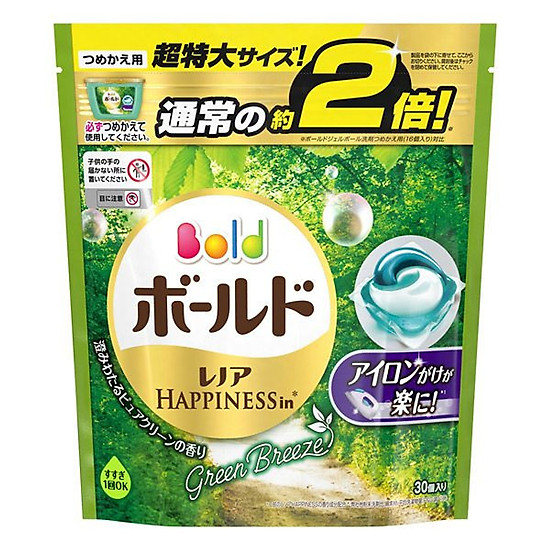 つめかえ用
超特大サイズ!
通常の約2倍!
※ボールドジェルボール洗剤つめかえ用(16個入り)対比
ボールド
必ずつめかえて
使用してください。
子供の手の
届かない所に
置いてください
目に注意
Bold
ボールド
レノア
HAPPINESS in*
アイロンがけが
楽に!
澄みわたるピュアグリーンの香り
Green Breeze
すすぎ
1回OK
30個入り